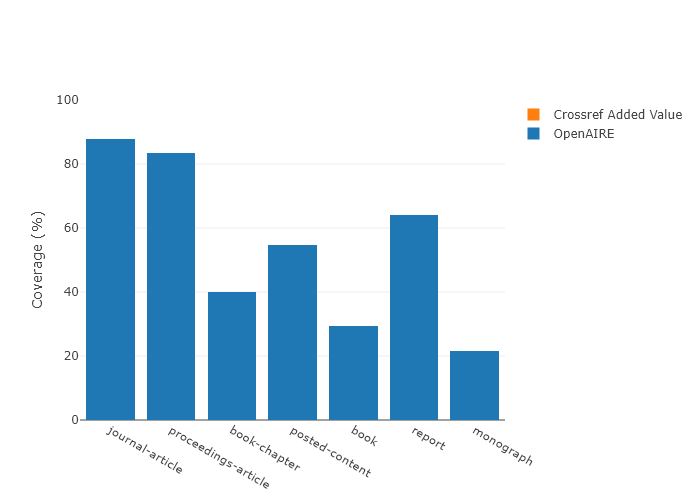 100
80
60
40
20
0
Coverage (%)
journal-article
proceedings-article
book-chapter
posted-content
book
report
monograph
Crossref Added Value
OpenAIRE